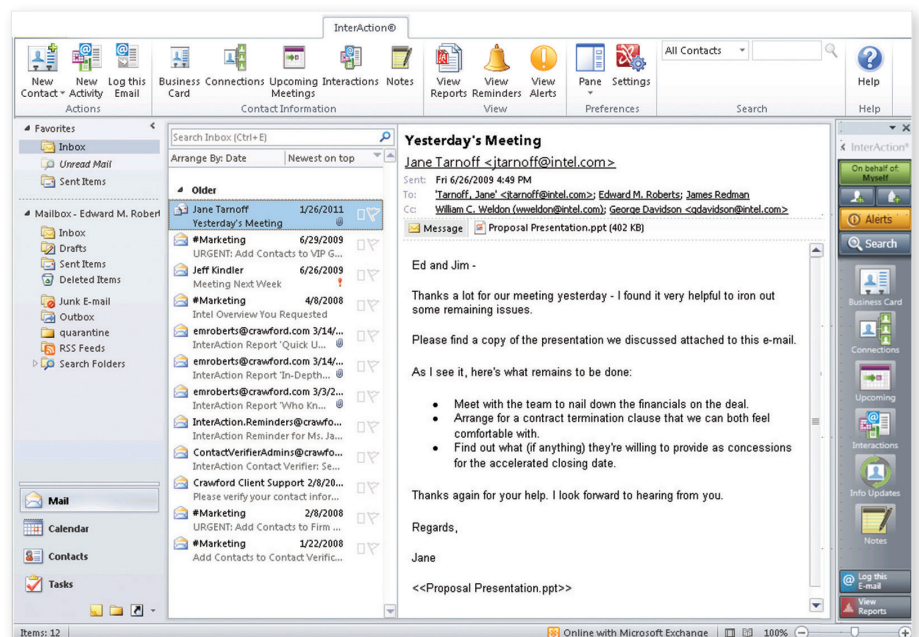 InterAction®
New Contact
New Activity
Log this Email
Actions
Business Card
Connections
Upcoming Meetings
Interactions
Notes
Contact Information
View Reports
View Reminders
View Alerts
View
Pane
Settings
Preferences
All Contacts
Search
Help
Help
Favorites
Inbox
Unread Mail
Sent Items
Mailbox - Edward M. Robert
Inbox
Drafts
Sent Items
Deleted Items
Junk E-mail
Outbox
quarantine
RSS Feeds
Search Folders
Mail
Calendar
Contacts
Tasks
Search Inbox (Ctrl+E)
Arrange By: Date Newest on top
Older
Jane Tarnoff 1/26/2011
Yesterday's Meeting
#Marketing 6/29/2009
URGENT: Add Contacts to VIP G...
Jeff Kindler 6/26/2009
Meeting Next Week
#Marketing 4/8/2008
Intel Overview You Requested
emroberts@crawford.com 3/14/...
InterAction Report 'Quick U...
emroberts@crawford.com 3/14/...
InterAction Report 'In-Depth...
emroberts@crawford.com 3/3/2...
InterAction Report 'Who Kn...
InterAction.Reminders@crawfo...
InterAction Reminder for Ms. Ja...
ContactVerifierAdmins@crawfo...
InterAction Contact Verifier: Se...
Crawford Client Support 2/8/20...
Please verify your contact infor...
#Marketing 2/8/2008
URGENT: Add Contacts to Firm ...
#Marketing 1/22/2008
Add Contacts to Contact Verific...
Yesterday's Meeting
Jane Tarnoff <jtarnoff@intel.com>
Sent: Fri 6/26/2009 4:49 PM
To: 'Tarnoff, Jane' <jtarnoff@intel.com>; Edward M. Roberts; James Redman
Cc: William C. Weldon (wweldon@intel.com); George Davidson <gdavidson@intel.com>
Message Proposal Presentation.ppt (402 KB)
Ed and Jim -
Thanks a lot for our meeting yesterday - I found it very helpful to iron out
some remaining issues.
Please find a copy of the presentation we discussed attached to this e-mail.
As I see it, here's what remains to be done:
• Meet with the team to nail down the financials on the deal.
• Arrange for a contract termination clause that we can both feel
comfortable with.
• Find out what (if anything) they're willing to provide as concessions
for the accelerated closing date.
Thanks again for your help. I look forward to hearing from you.
Regards,
Jane
<<Proposal Presentation.ppt>>
InterAction®
On behalf of:
Myself
Alerts
Search
Business Card
Connections
Upcoming
Interactions
Info Updates
Notes
Log this
E-mail
View
Reports
Items: 12
Online with Microsoft Exchange 100%